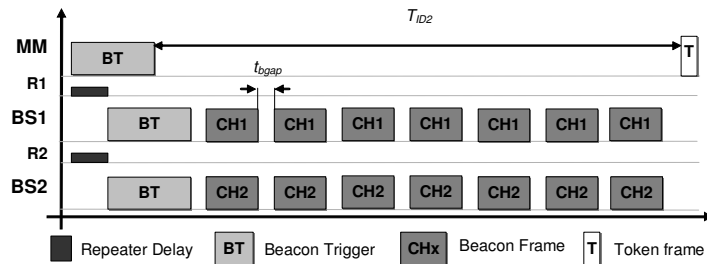 T_ID2
MM BT T
t_bgap
R1
BS1 BT CH1 CH1 CH1 CH1 CH1 CH1 CH1
R2
BS2 BT CH2 CH2 CH2 CH2 CH2 CH2 CH2
Repeater Delay BT Beacon Trigger CHx Beacon Frame T Token frame